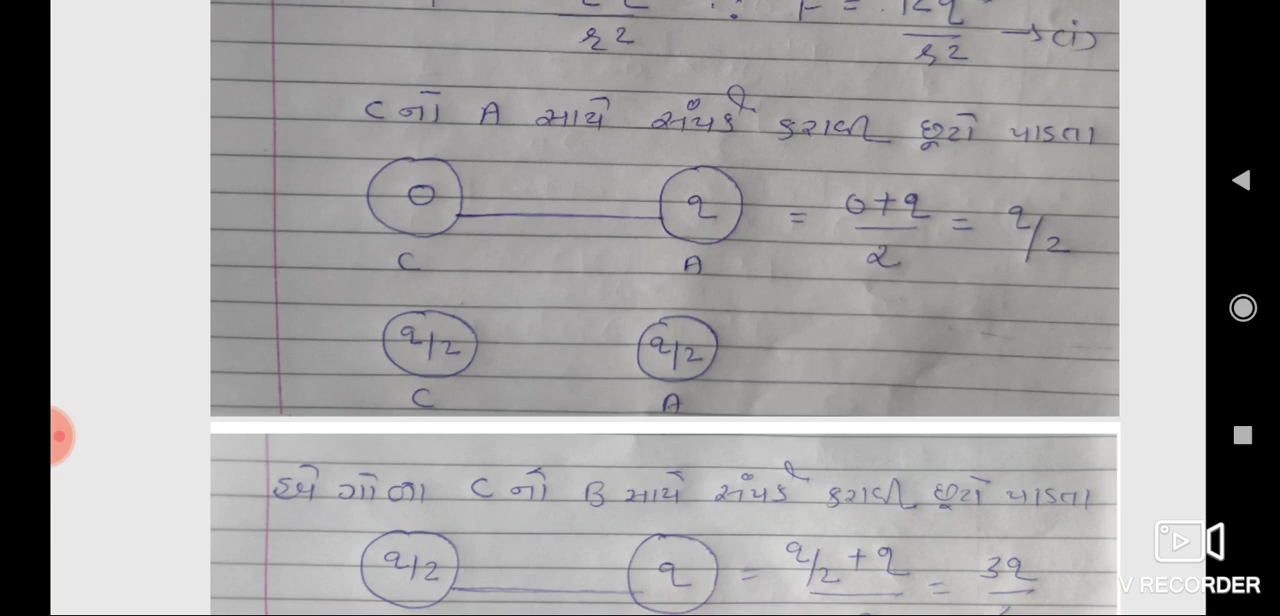 ∴ F = Kq
r2 r2 →(i)
C નો A સાથે સંપર્ક કરાવી છૂટો પાડતા
0 q = 0+q/2 = q/2
C A
q/2 q/2
C A
હવે ગોળા C નો B સાથે સંપર્ક કરાવી છૂટો પાડતા
q/2 q = q/2 + q = 3q
V RECORDER